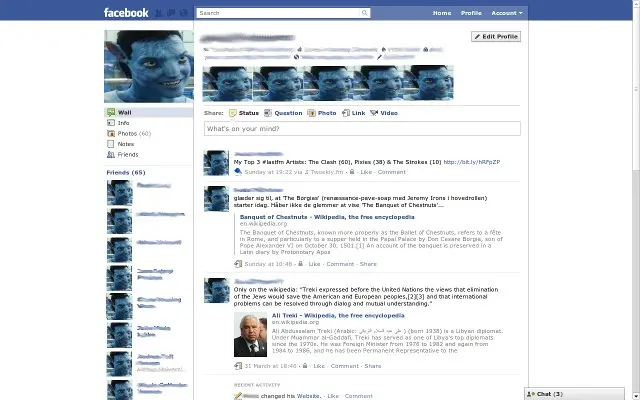 facebook
Search
Home Profile Account
Edit Profile
Share: Status Question Photo Link Video
What's on your mind?
Wall
Info
Photos (60)
Notes
Friends
Friends (65)
My Top 3 #lastfm Artists: The Clash (60), Pixies (38) & The Strokes (10) http://bit.ly/hRFpZP
Sunday at 19:22 via Twoekly.fm · Like · Comment
glæder sig til, at 'The Borgias' (renæssance-pave-soap med Jeremy Irons i hovedrollen)
starter idag. Håber ikke de glemmer at vise 'The Banquet of Chestnuts'...
Banquet of Chestnuts - Wikipedia, the free encyclopedia
en.wikipedia.org
The Banquet of Chestnuts, known more properly as the Ballet of Chestnuts, refers to a fête
in Rome, and particularly to a supper held in the Papal Palace by Don Cesare Borgia, son of
Pope Alexander VI on October 30, 1501.[1] An account of the banquet is preserved in a
Latin diary by Protonotary Apos
Sunday at 10:48 · Like · Comment · Share
Only on the wikipedia: "Treki expressed before the United Nations the views that elimination
of the Jews would save the American and European peoples,[2][3] and that international
problems can be resolved through dialog and mutual understanding."
Ali Treki - Wikipedia, the free encyclopedia
en.wikipedia.org
Ali Abdussalam Treki (Arabic: علي عبد السلام التريكي) (born 1938) is a Libyan diplomat.
Under Muammar al-Gaddafi, Treki has served as one of Libya's top diplomats
since the 1970s. He was Foreign Minister from 1976 to 1982 and again from
1984 to 1986, and he has been Permanent Representative to the
31 March at 18:46 · Like · Comment · Share
RECENT ACTIVITY
changed his Website. · Like · Comment
Chat (3)